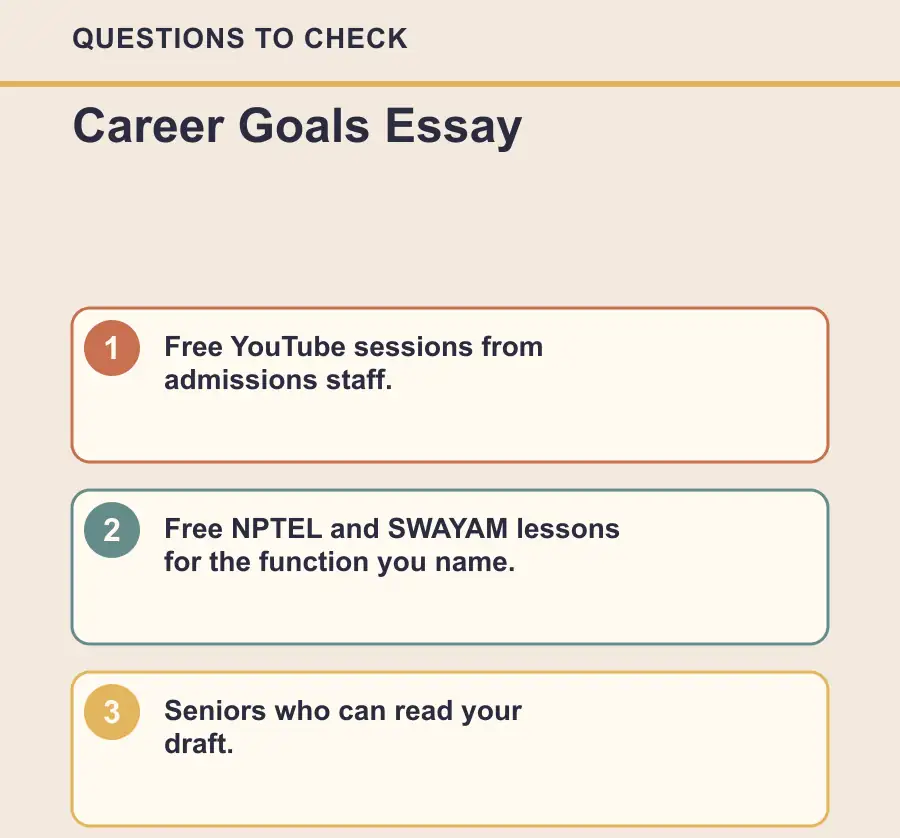 QUESTIONS TO CHECK
Career Goals Essay
1
Free YouTube sessions from
admissions staff.
2
Free NPTEL and SWAYAM lessons
for the function you name.
3
Seniors who can read your
draft.